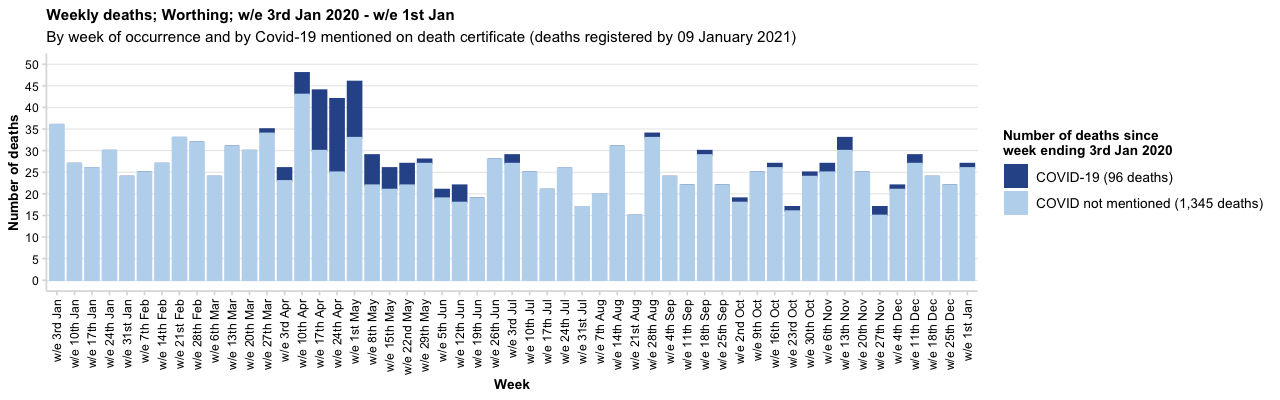 Weekly deaths; Worthing; w/e 3rd Jan 2020 - w/e 1st Jan
By week of occurrence and by Covid-19 mentioned on death certificate (deaths registered by 09 January 2021)
Number of deaths
50
45
40
35
30
25
20
15
10
5
0
w/e 3rd Jan
w/e 10th Jan
w/e 17th Jan
w/e 24th Jan
w/e 31st Jan
w/e 7th Feb
w/e 14th Feb
w/e 21st Feb
w/e 28th Feb
w/e 6th Mar
w/e 13th Mar
w/e 20th Mar
w/e 27th Mar
w/e 3rd Apr
w/e 10th Apr
w/e 17th Apr
w/e 24th Apr
w/e 1st May
w/e 8th May
w/e 15th May
w/e 22nd May
w/e 29th May
w/e 5th Jun
w/e 12th Jun
w/e 19th Jun
w/e 26th Jun
w/e 3rd Jul
w/e 10th Jul
w/e 17th Jul
w/e 24th Jul
w/e 31st Jul
w/e 7th Aug
w/e 14th Aug
w/e 21st Aug
w/e 28th Aug
w/e 4th Sep
w/e 11th Sep
w/e 18th Sep
w/e 25th Sep
w/e 2nd Oct
w/e 9th Oct
w/e 16th Oct
w/e 23rd Oct
w/e 30th Oct
w/e 6th Nov
w/e 13th Nov
w/e 20th Nov
w/e 27th Nov
w/e 4th Dec
w/e 11th Dec
w/e 18th Dec
w/e 25th Dec
w/e 1st Jan
Week
Number of deaths since
week ending 3rd Jan 2020
COVID-19 (96 deaths)
COVID not mentioned (1,345 deaths)